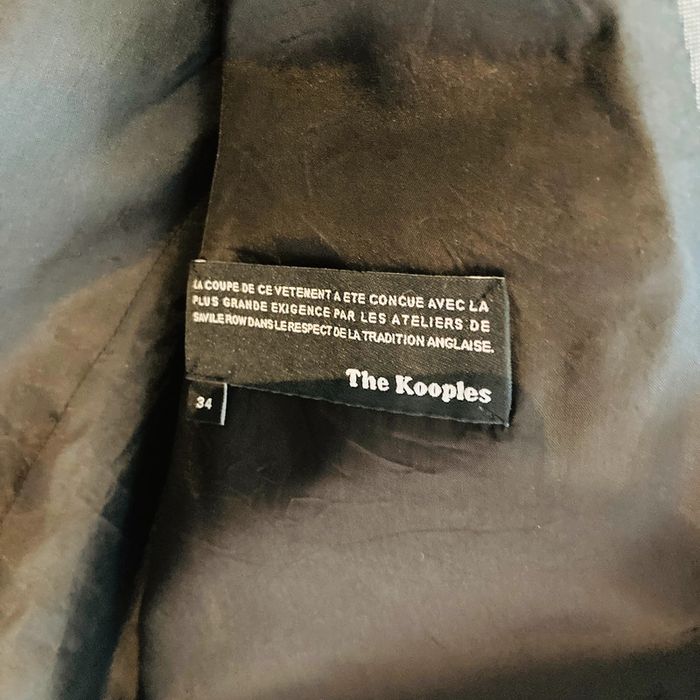 LA COUPE DE CE VETENENT A ETE CONCUE AVEC LA
PLUS GRANDE EXIGENCE PAR LES ATELIERS DE
SAVILE ROW DANS LE RESPECT DE LA TRADITION ANGLAISE.
The Kooples
34